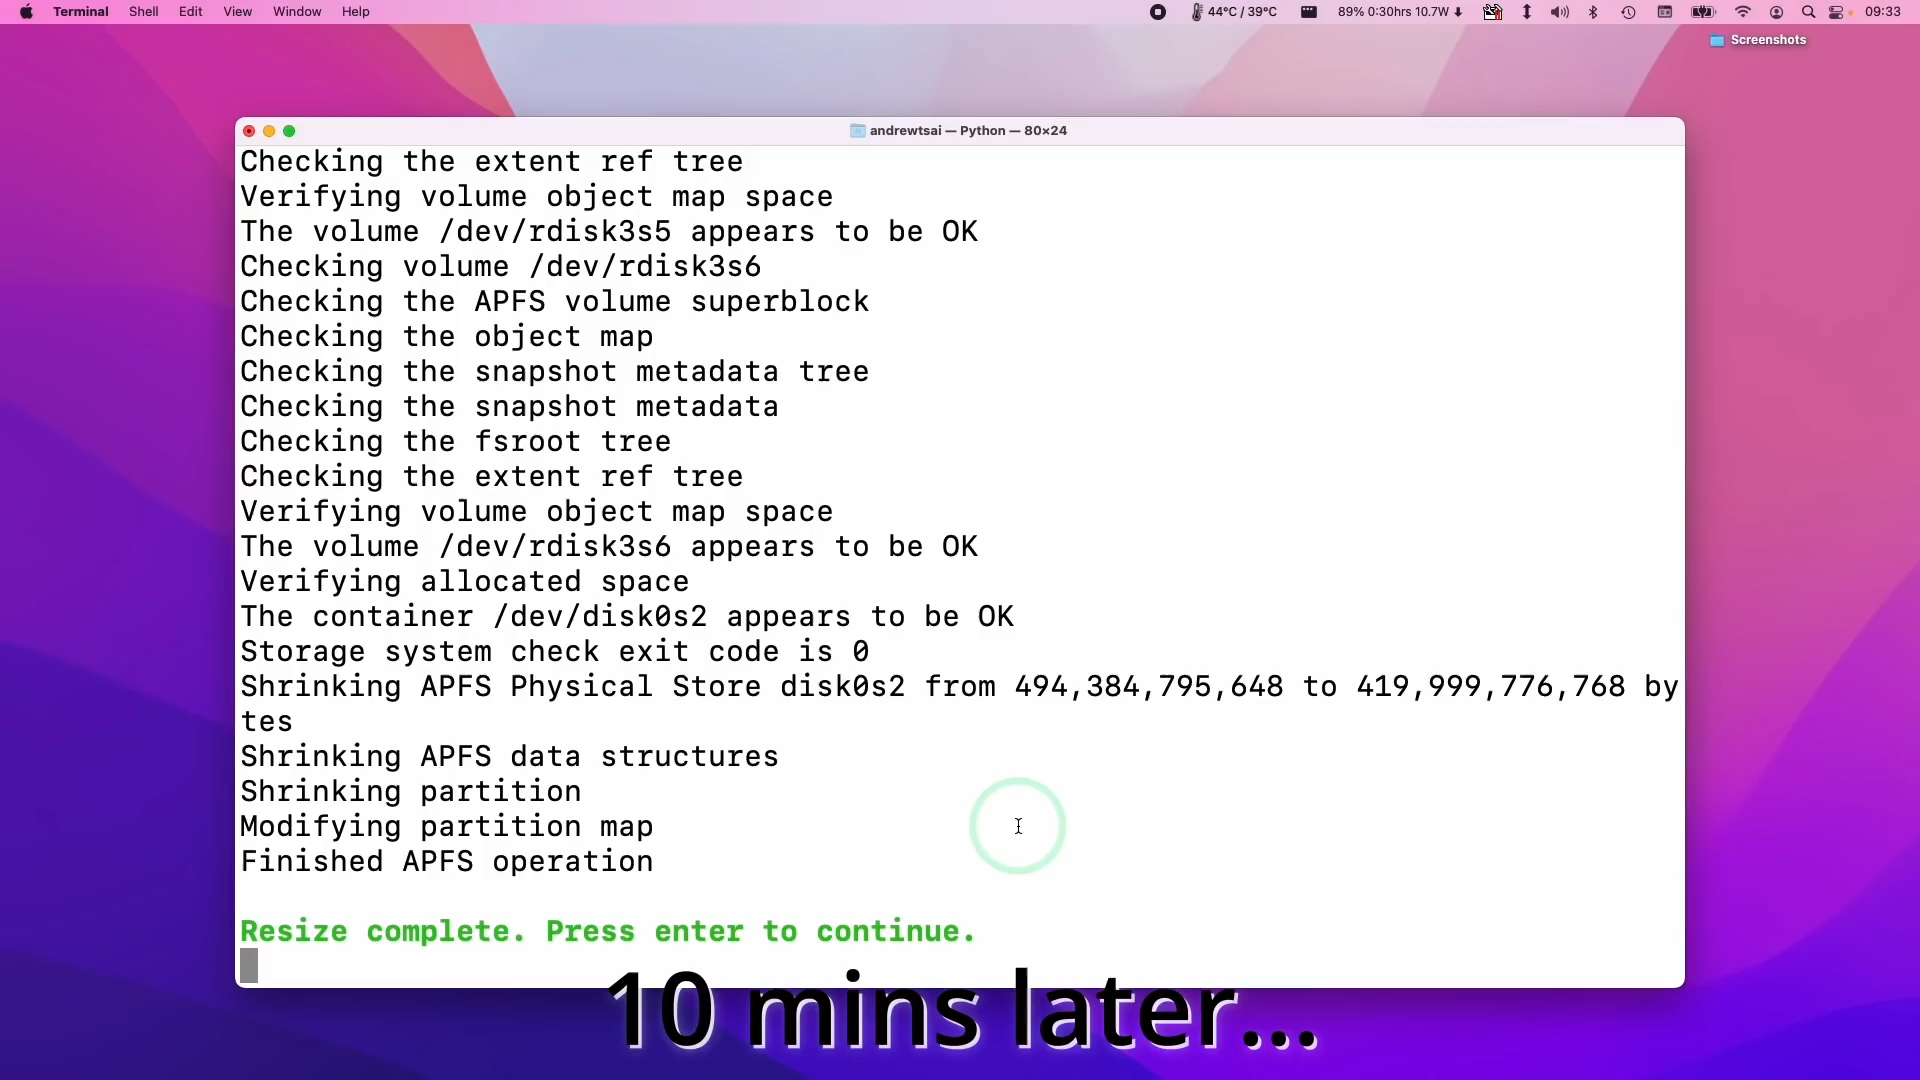 Terminal Shell Edit View Window Help 44°C / 39°C 89% 0:30hrs 10.7W 09:33
Screenshots
andrewtsai — Python — 80×24
Checking the extent ref tree
Verifying volume object map space
The volume /dev/rdisk3s5 appears to be OK
Checking volume /dev/rdisk3s6
Checking the APFS volume superblock
Checking the object map
Checking the snapshot metadata tree
Checking the snapshot metadata
Checking the fsroot tree
Checking the extent ref tree
Verifying volume object map space
The volume /dev/rdisk3s6 appears to be OK
Verifying allocated space
The container /dev/disk0s2 appears to be OK
Storage system check exit code is 0
Shrinking APFS Physical Store disk0s2 from 494,384,795,648 to 419,999,776,768 by
tes
Shrinking APFS data structures
Shrinking partition
Modifying partition map
Finished APFS operation
Resize complete. Press enter to continue.
10 mins later...